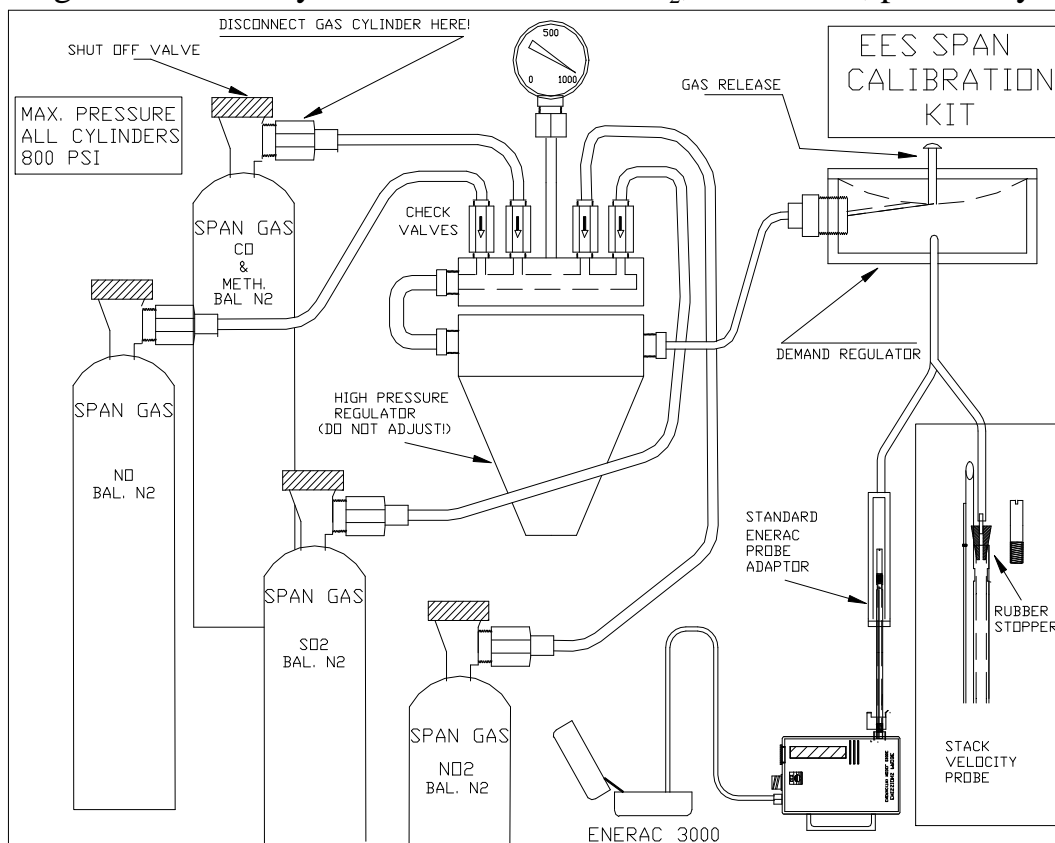 DISCONNECT GAS CYLINDER HERE!
SHUT OFF VALVE
MAX. PRESSURE
ALL CYLINDERS
800 PSI
500
0
1000
GAS RELEASE
EES SPAN
CALIBRATION
KIT
SPAN GAS
CO
&
METH.
BAL N2
CHECK
VALVES
DEMAND REGULATOR
SPAN GAS
NO
BAL. N2
HIGH PRESSURE
REGULATOR
(DO NOT ADJUST!)
STANDARD
ENERAC
PROBE
ADAPTOR
RUBBER
STOPPER
SPAN GAS
SO2
BAL. N2
SPAN GAS
NO2
BAL. N2
STACK
VELOCITY
PROBE
ENERAC 3000